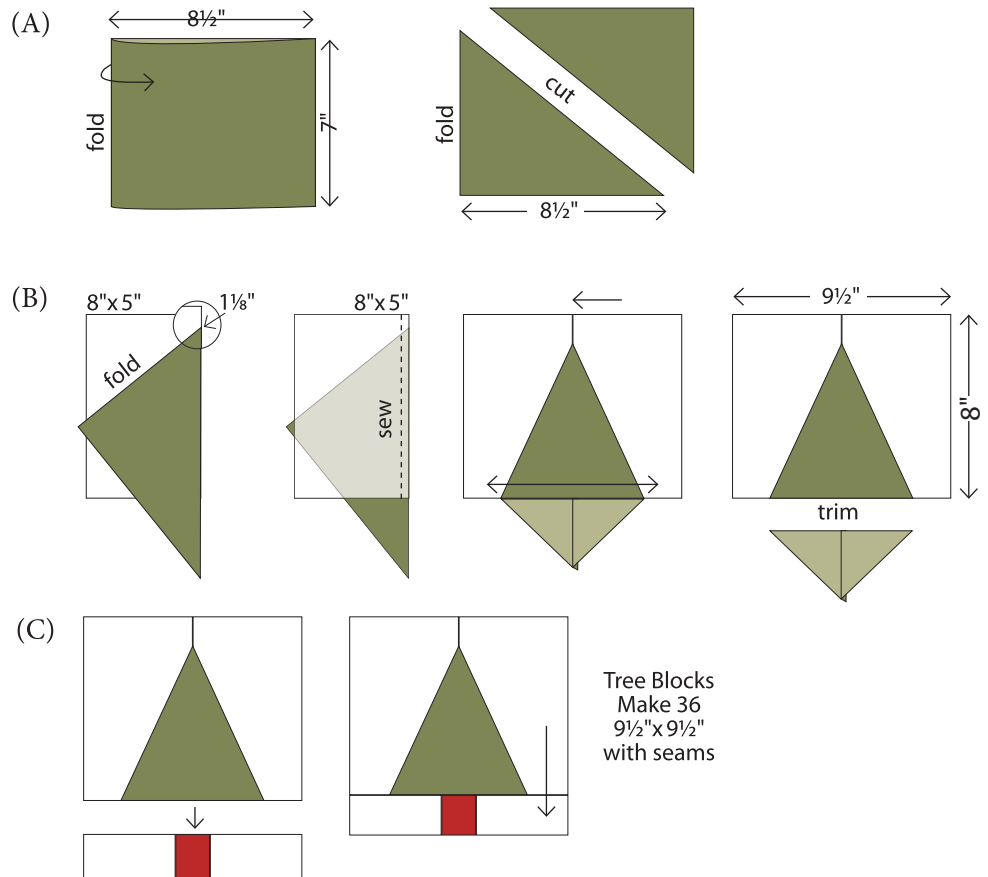 (A)
8½"
fold
7"
fold
cut
8½"
(B)
8"x 5"
1⅛"
fold
8"x 5"
sew
9½"
8"
trim
(C)
Tree Blocks
Make 36
9½"x 9½"
with seams